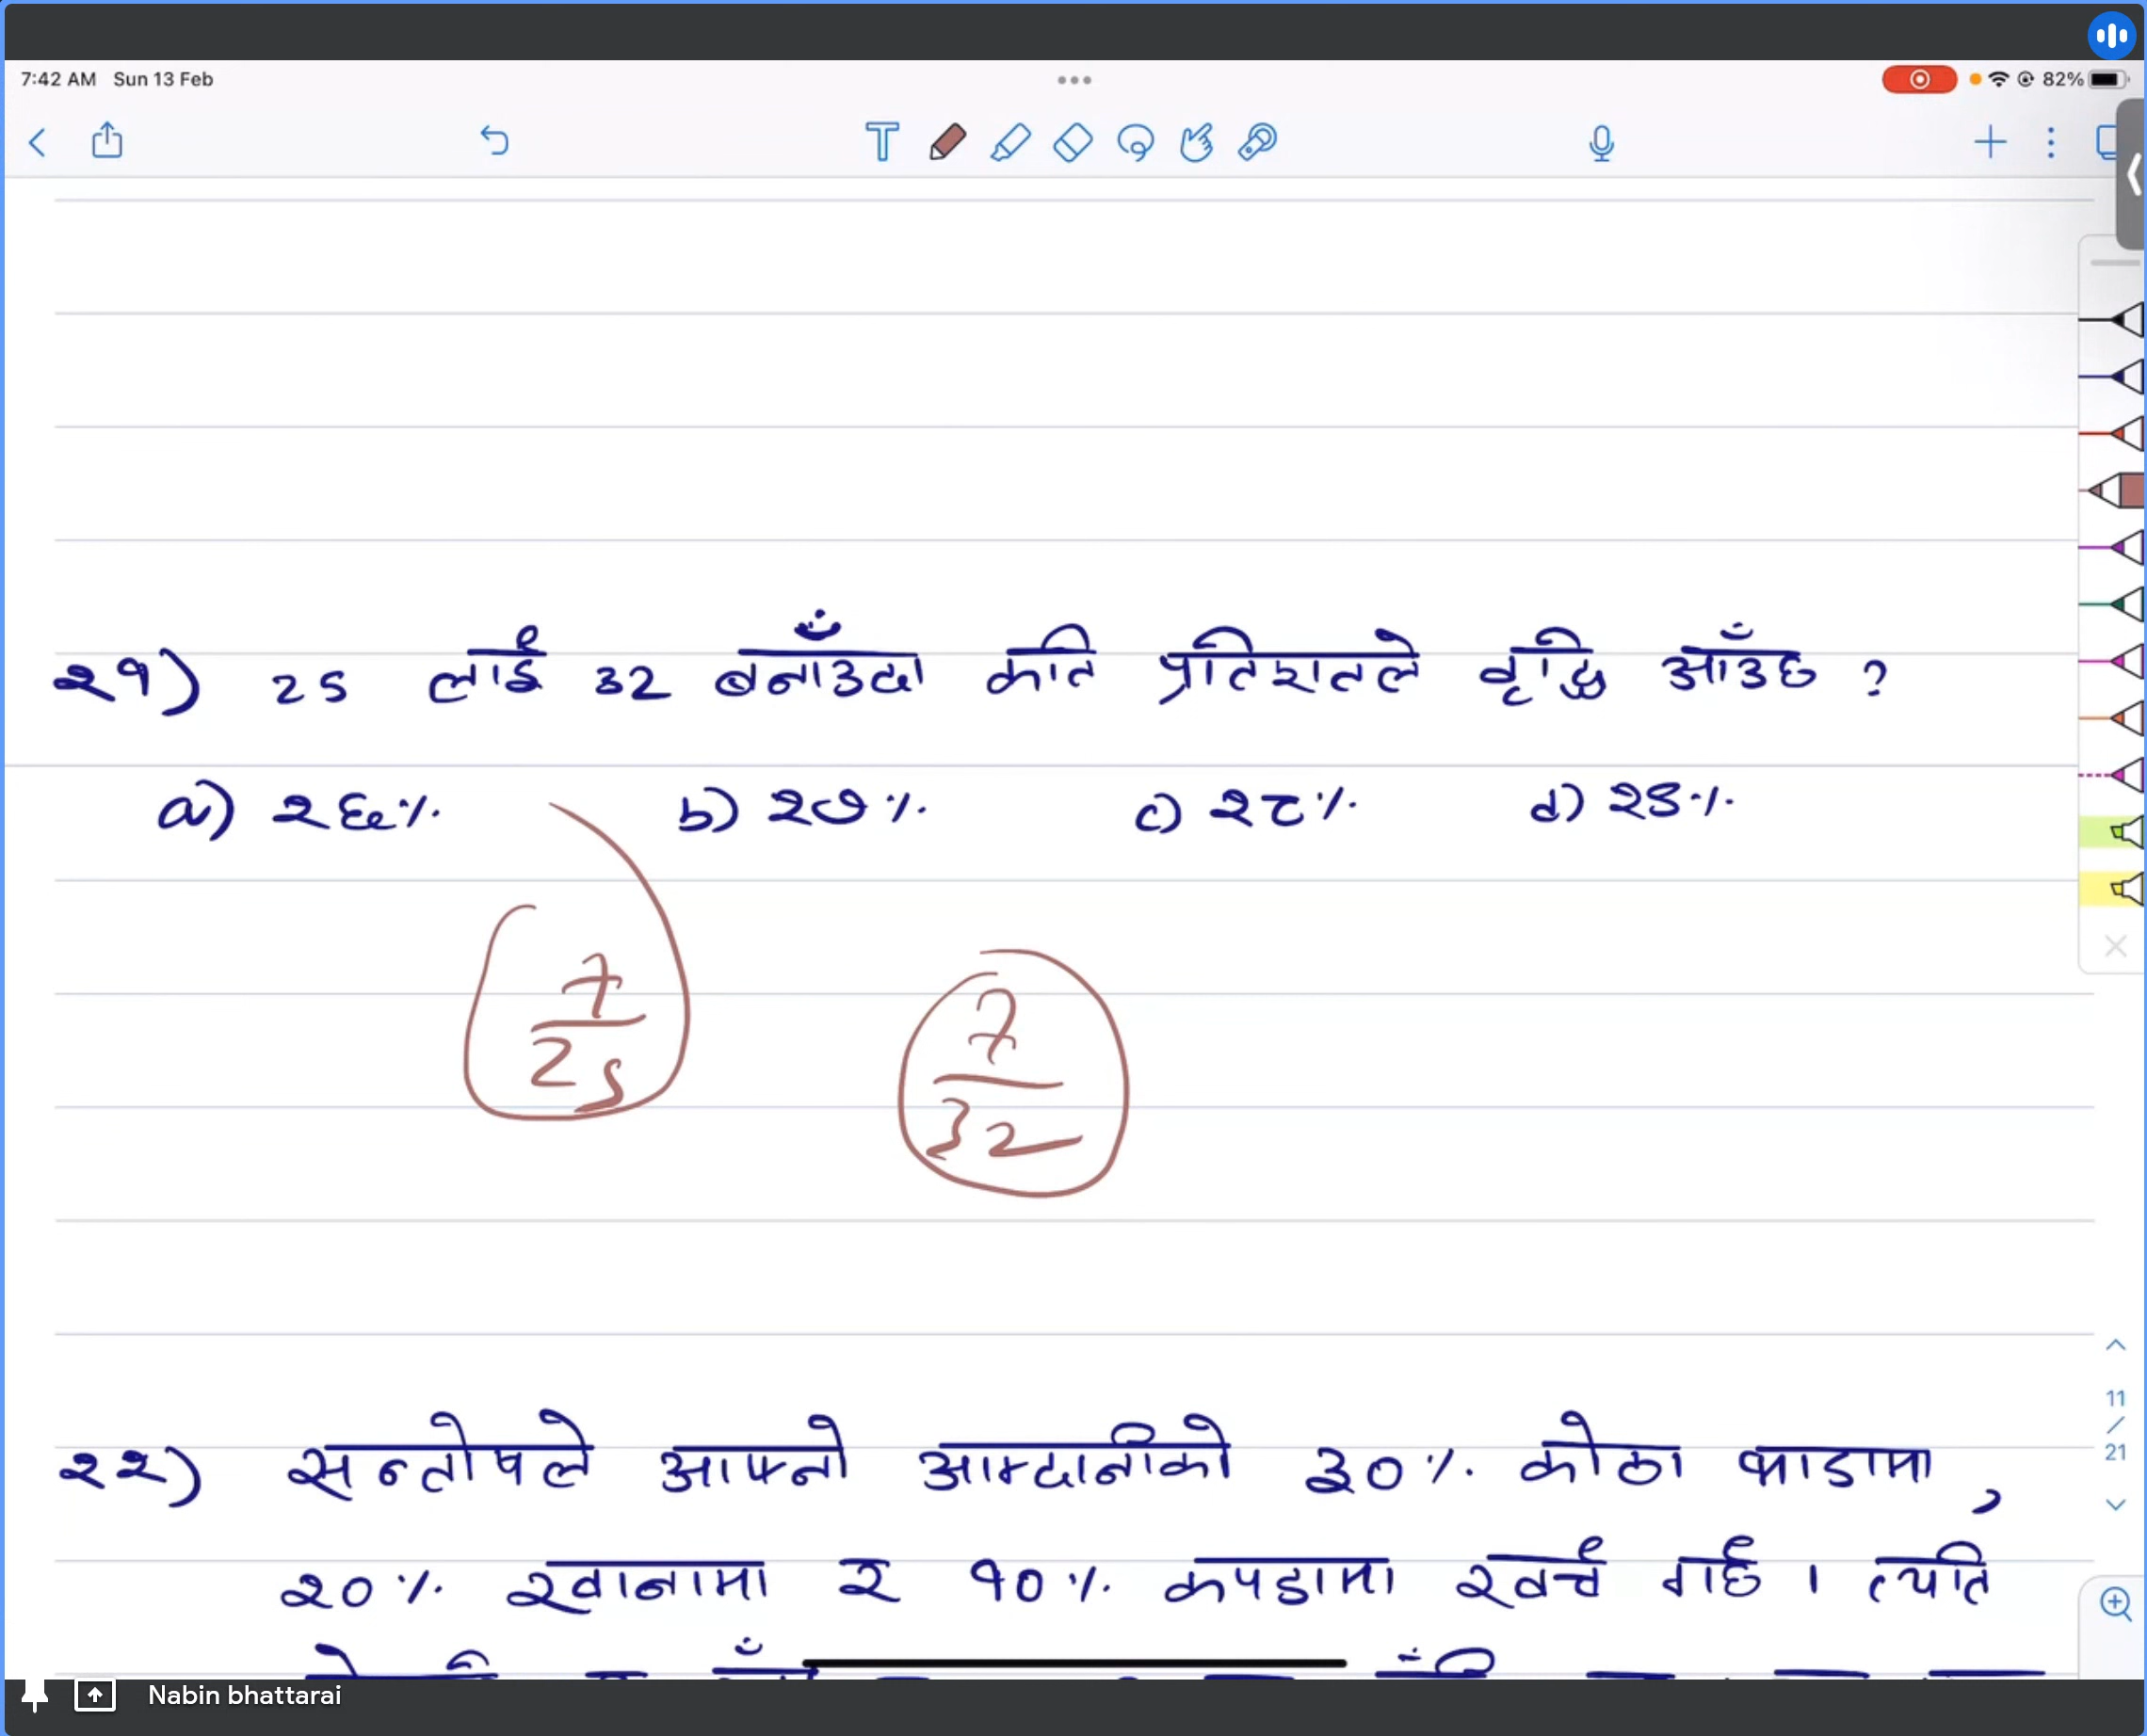 7:42 AM Sun 13 Feb
82%
२१) 25 लाई 32 बनाउँदा कति प्रतिशतले वृद्धि आँउछ ?
a) २६% b) २७% c) २८% d) २९%
7/25
7/32
11
/
21
२२) सन्तोषले आफ्नो आम्दानीको ३०% कोठा भाडामा,
२०% खानामा र १०% कपडामा खर्च गर्छ । त्यति
Nabin bhattarai